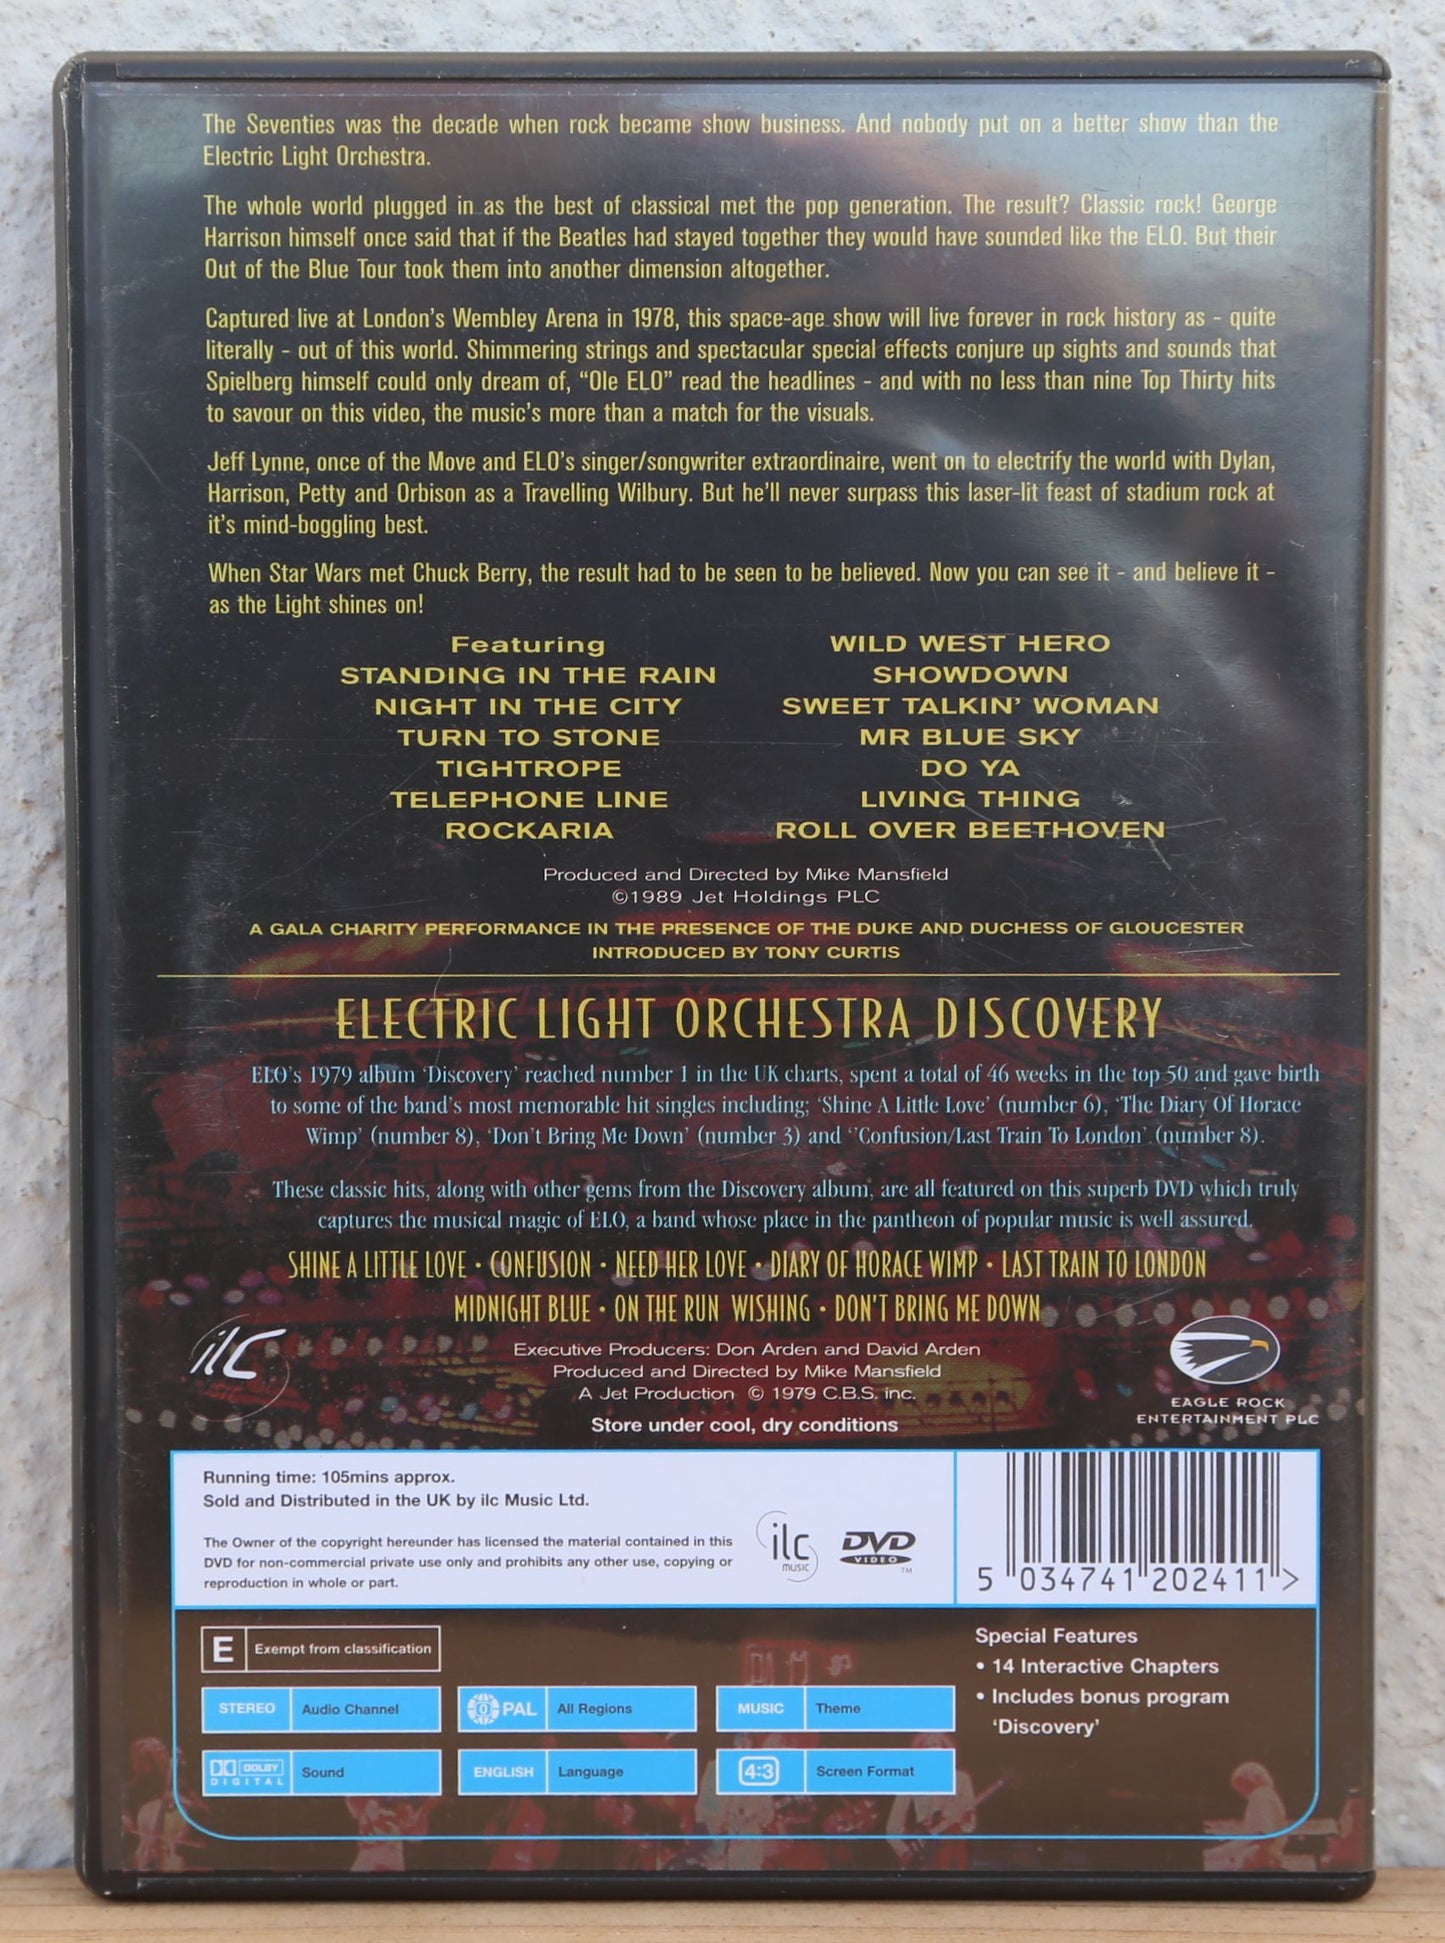 The Seventies was the decade when rock became show business. And nobody put on a better show than the
Electric Light Orchestra.
The whole world plugged in as the best of classical met the pop generation. The result? Classic rock! George
Harrison himself once said that if the Beatles had stayed together they would have sounded like the ELO. But their
Out of the Blue Tour took them into another dimension altogether.
Captured live at London's Wembley Arena in 1978, this space-age show will live forever in rock history as - quite
literally - out of this world. Shimmering strings and spectacular special effects conjure up sights and sounds that
Spielberg himself could only dream of, "Ole ELO" read the headlines - and with no less than nine Top Thirty hits
to savour on this video, the music's more than a match for the visuals.
Jeff Lynne, once of the Move and ELO's singer/songwriter extraordinaire, went on to electrify the world with Dylan,
Harrison, Petty and Orbison as a Travelling Wilbury. But he'll never surpass this laser-lit feast of stadium rock at
it's mind-boggling best.
When Star Wars met Chuck Berry, the result had to be seen to be believed. Now you can see it - and believe it -
as the Light shines on!
Featuring
STANDING IN THE RAIN
NIGHT IN THE CITY
TURN TO STONE
TIGHTROPE
TELEPHONE LINE
ROCKARIA
WILD WEST HERO
SHOWDOWN
SWEET TALKIN' WOMAN
MR BLUE SKY
DO YA
LIVING THING
ROLL OVER BEETHOVEN
Produced and Directed by Mike Mansfield
©1989 Jet Holdings PLC
A GALA CHARITY PERFORMANCE IN THE PRESENCE OF THE DUKE AND DUCHESS OF GLOUCESTER
INTRODUCED BY TONY CURTIS
ELECTRIC LIGHT ORCHESTRA DISCOVERY
ELO's 1979 album 'Discovery' reached number 1 in the UK charts, spent a total of 46 weeks in the top 50 and gave birth
to some of the band's most memorable hit singles including; 'Shine A Little Love' (number 6), 'The Diary Of Horace
Wimp' (number 8), 'Don't Bring Me Down' (number 3) and ''Confusion/Last Train To London' (number 8).
These classic hits, along with other gems from the Discovery album, are all featured on this superb DVD which truly
captures the musical magic of ELO, a band whose place in the pantheon of popular music is well assured.
SHINE A LITTLE LOVE • CONFUSION • NEED HER LOVE • DIARY OF HORACE WIMP • LAST TRAIN TO LONDON
MIDNIGHT BLUE • ON THE RUN WISHING • DON'T BRING ME DOWN
ilc
Executive Producers: Don Arden and David Arden
Produced and Directed by Mike Mansfield
A Jet Production © 1979 C.B.S. inc.
Store under cool, dry conditions
EAGLE ROCK
ENTERTAINMENT PLC
Running time: 105mins approx.
Sold and Distributed in the UK by ilc Music Ltd.
The Owner of the copyright hereunder has licensed the material contained in this
DVD for non-commercial private use only and prohibits any other use, copying or
reproduction in whole or part.
ilc
MUSIC
DVD
VIDEO
TM
5 034741 202411 >
E Exempt from classification
STEREO Audio Channel
0 PAL All Regions
MUSIC Theme
DOLBY
DIGITAL Sound
ENGLISH Language
4:3 Screen Format
Special Features
• 14 Interactive Chapters
• Includes bonus program
'Discovery'